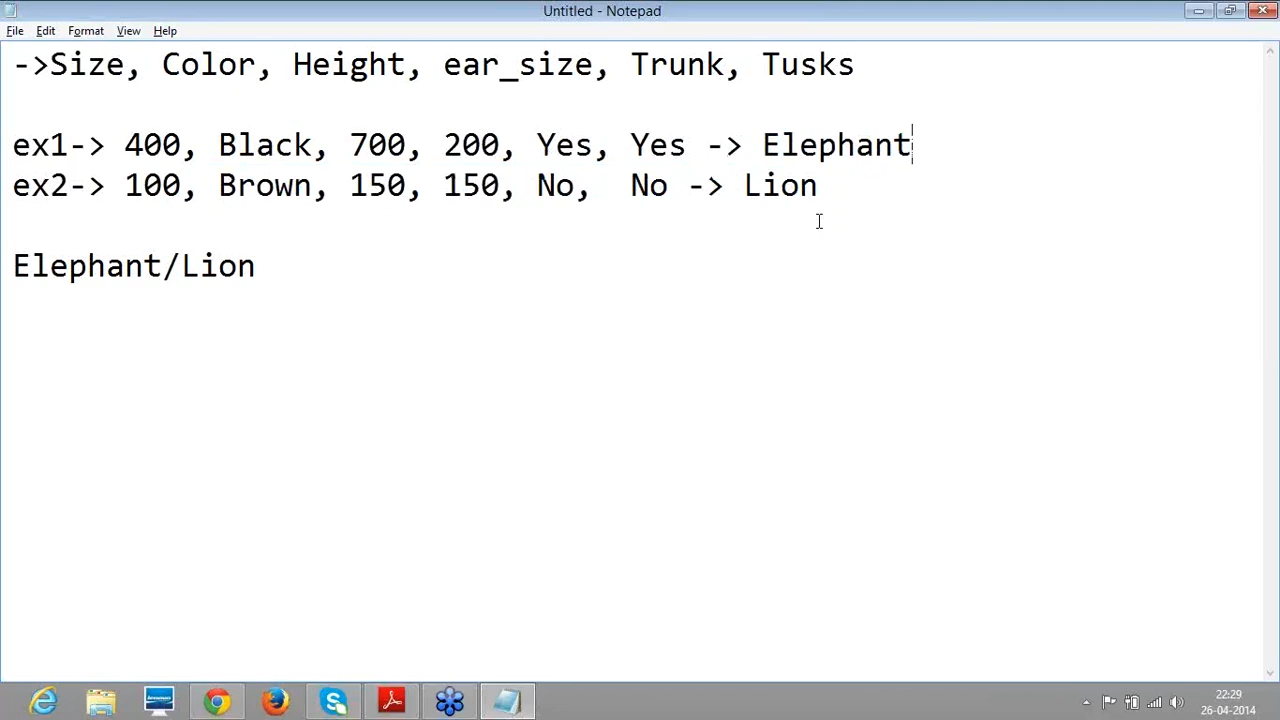 Untitled - Notepad
File Edit Format View Help
->Size, Color, Height, ear_size, Trunk, Tusks
ex1-> 400, Black, 700, 200, Yes, Yes -> Elephant
ex2-> 100, Brown, 150, 150, No,  No -> Lion
Elephant/Lion
22:29
26-04-2014